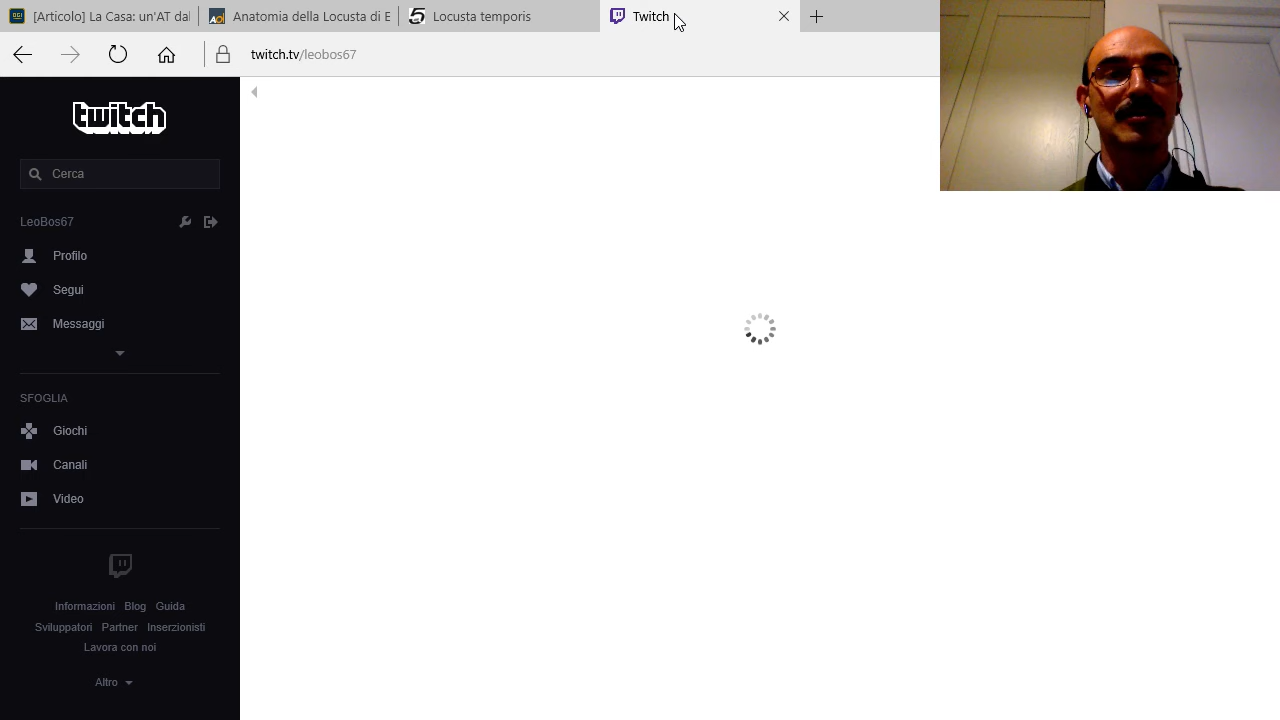 [Articolo] La Casa: un'AT dal
Anatomia della Locusta di E
Locusta temporis
Twitch
twitch.tv/leobos67
twitch
Cerca
LeoBos67
Profilo
Segui
Messaggi
SFOGLIA
Giochi
Canali
Video
Informazioni Blog Guida
Sviluppatori Partner Inserzionisti
Lavora con noi
Altro